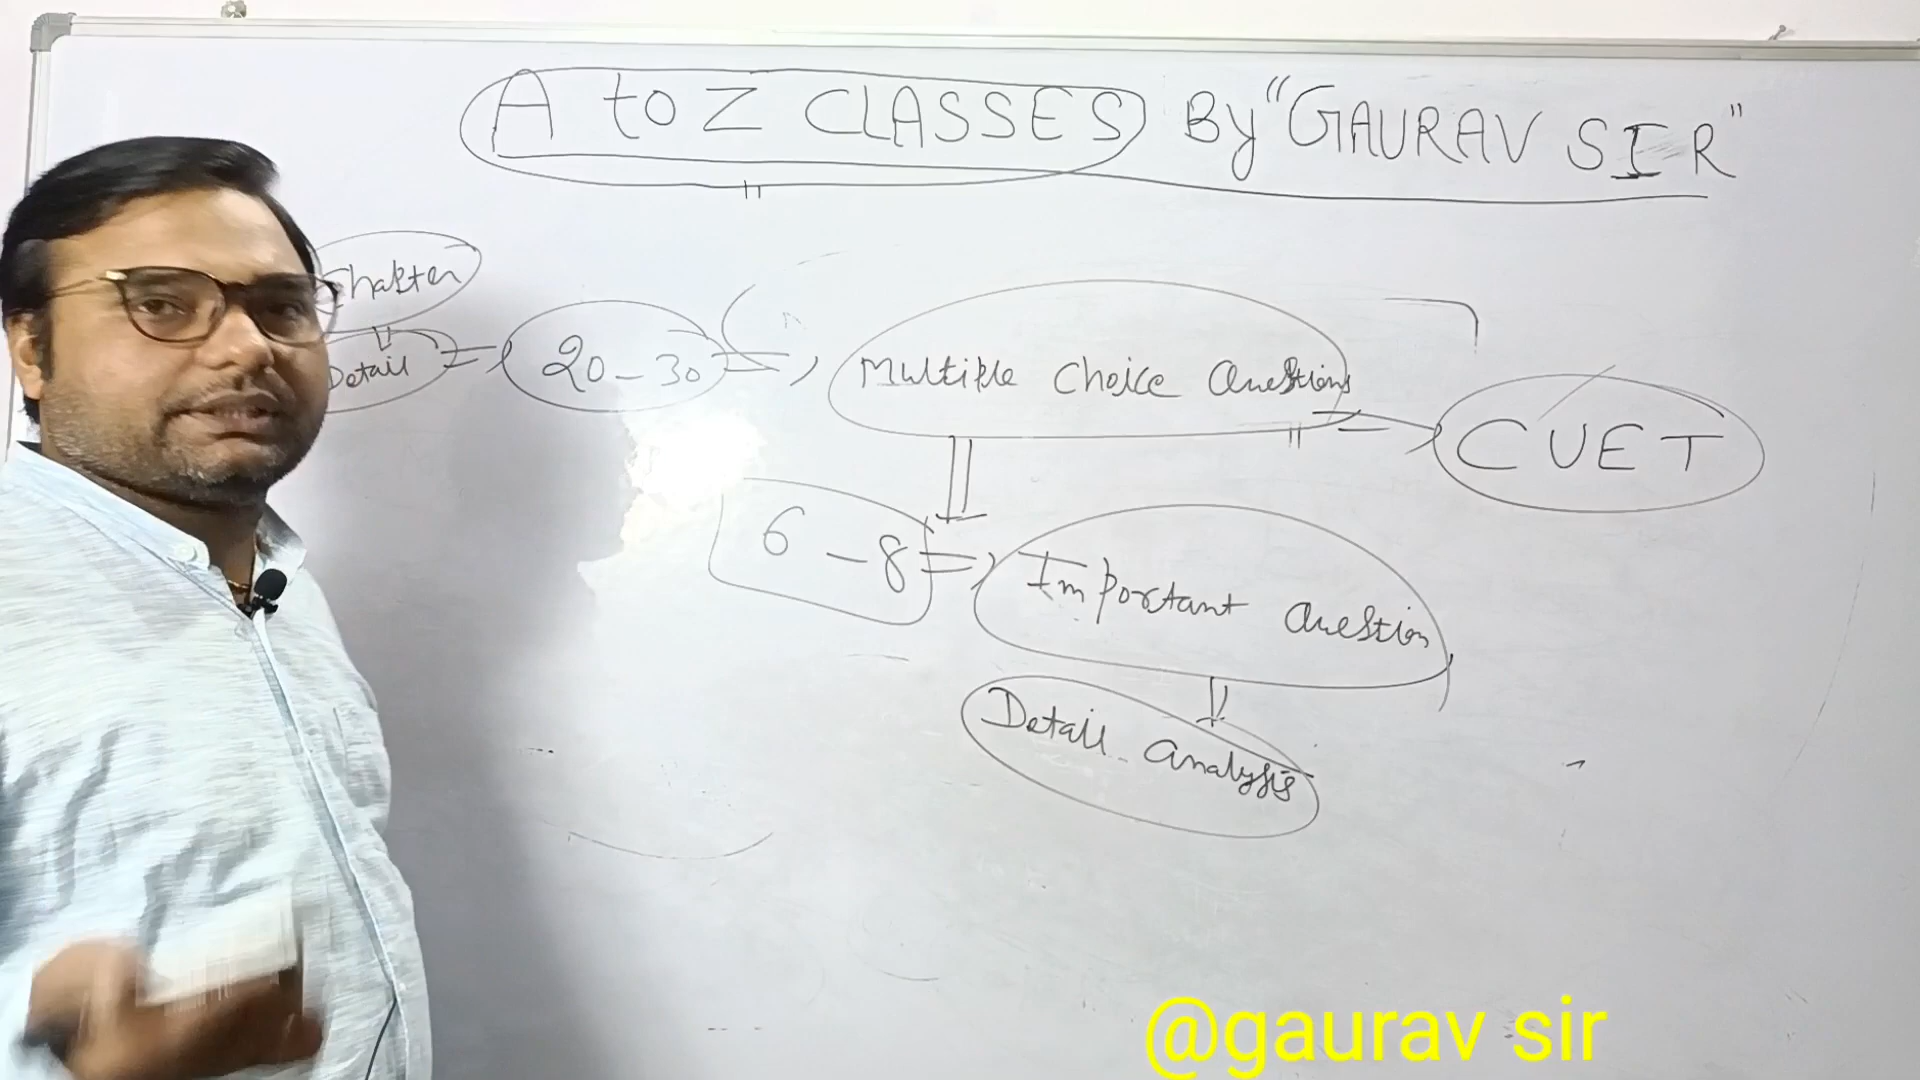 A to Z CLASSES By "GAURAV SIR"
Chapter
Detail
20-30
Multiple Choice Questions
CUET
6-8
Important Question
Detail Analysis
@gaurav sir